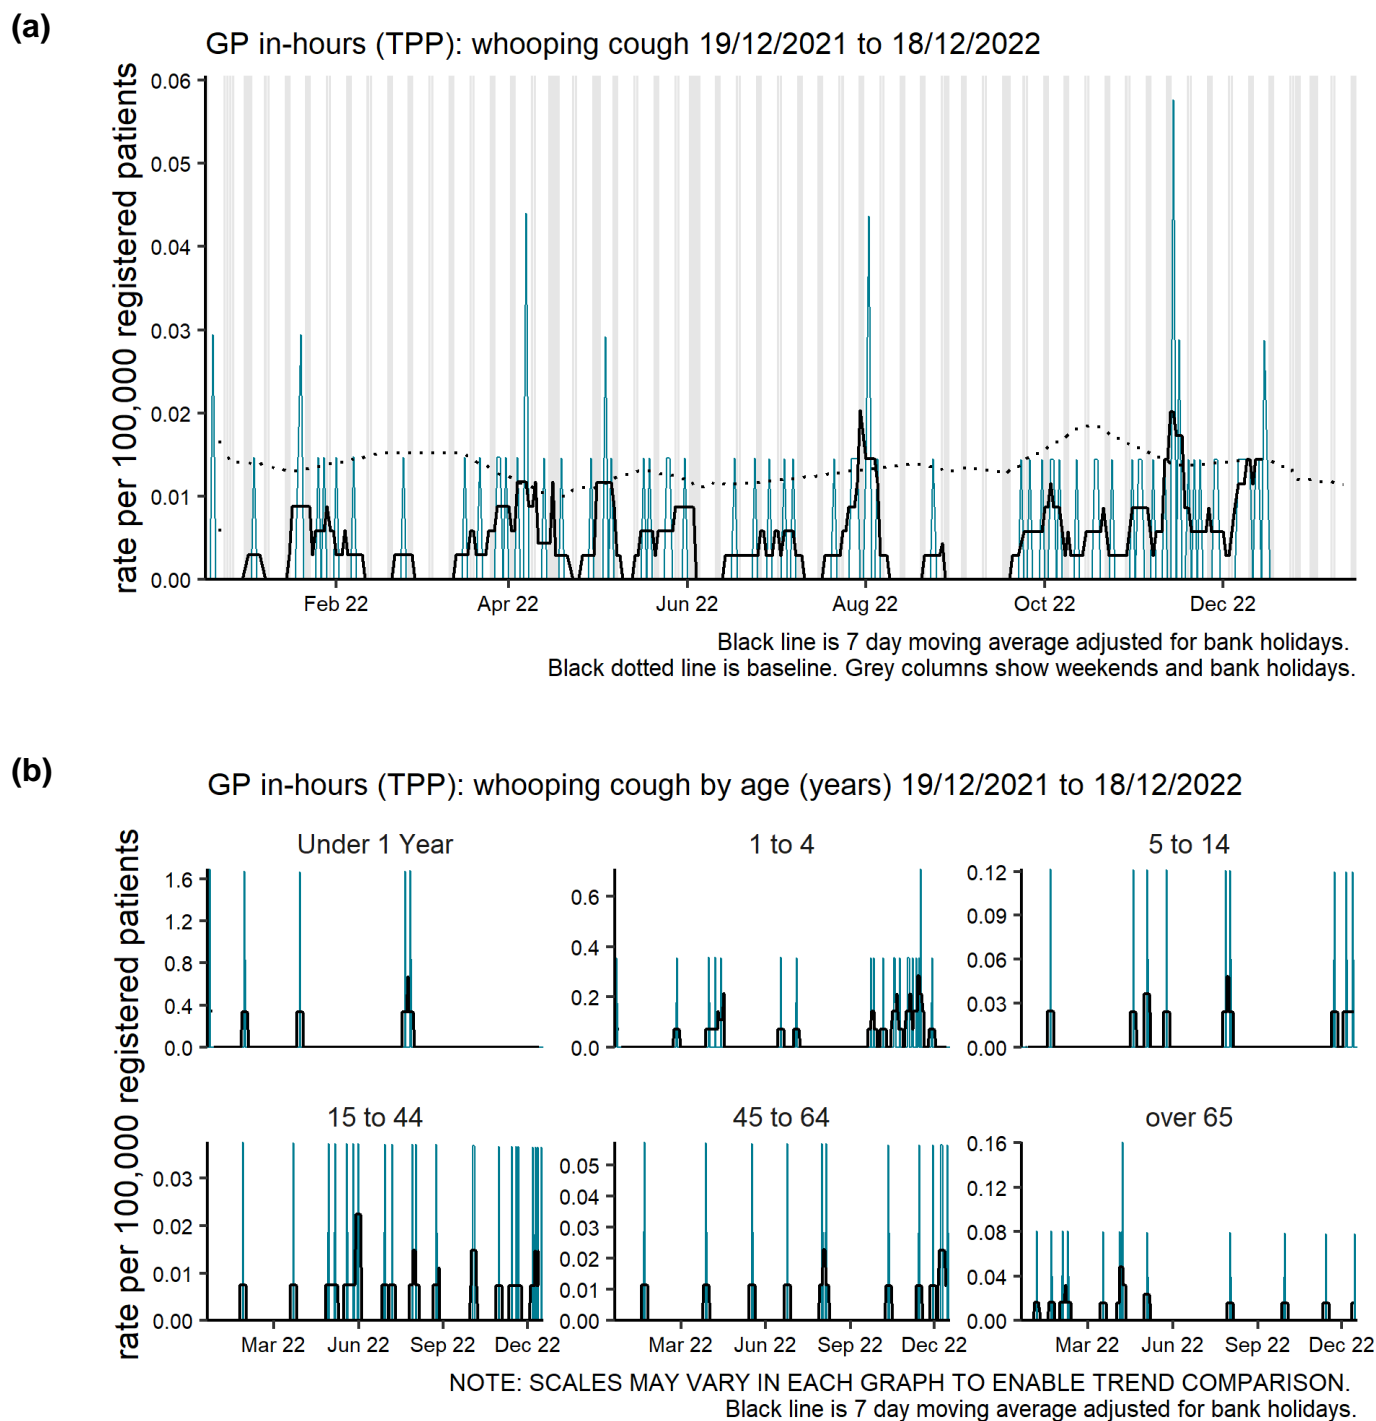 (a)
GP in-hours (TPP): whooping cough 19/12/2021 to 18/12/2022
rate per 100,000 registered patients
0.06
0.05
0.04
0.03
0.02
0.01
0.00
Feb 22 Apr 22 Jun 22 Aug 22 Oct 22 Dec 22
Black line is 7 day moving average adjusted for bank holidays.
Black dotted line is baseline. Grey columns show weekends and bank holidays.
(b)
GP in-hours (TPP): whooping cough by age (years) 19/12/2021 to 18/12/2022
rate per 100,000 registered patients
Under 1 Year
1.6
1.2
0.8
0.4
0.0
1 to 4
0.6
0.4
0.2
0.0
5 to 14
0.12
0.09
0.06
0.03
0.00
15 to 44
0.03
0.02
0.01
0.00
Mar 22 Jun 22 Sep 22 Dec 22
45 to 64
0.05
0.04
0.03
0.02
0.01
0.00
Mar 22 Jun 22 Sep 22 Dec 22
over 65
0.16
0.12
0.08
0.04
0.00
Mar 22 Jun 22 Sep 22 Dec 22
NOTE: SCALES MAY VARY IN EACH GRAPH TO ENABLE TREND COMPARISON.
Black line is 7 day moving average adjusted for bank holidays.